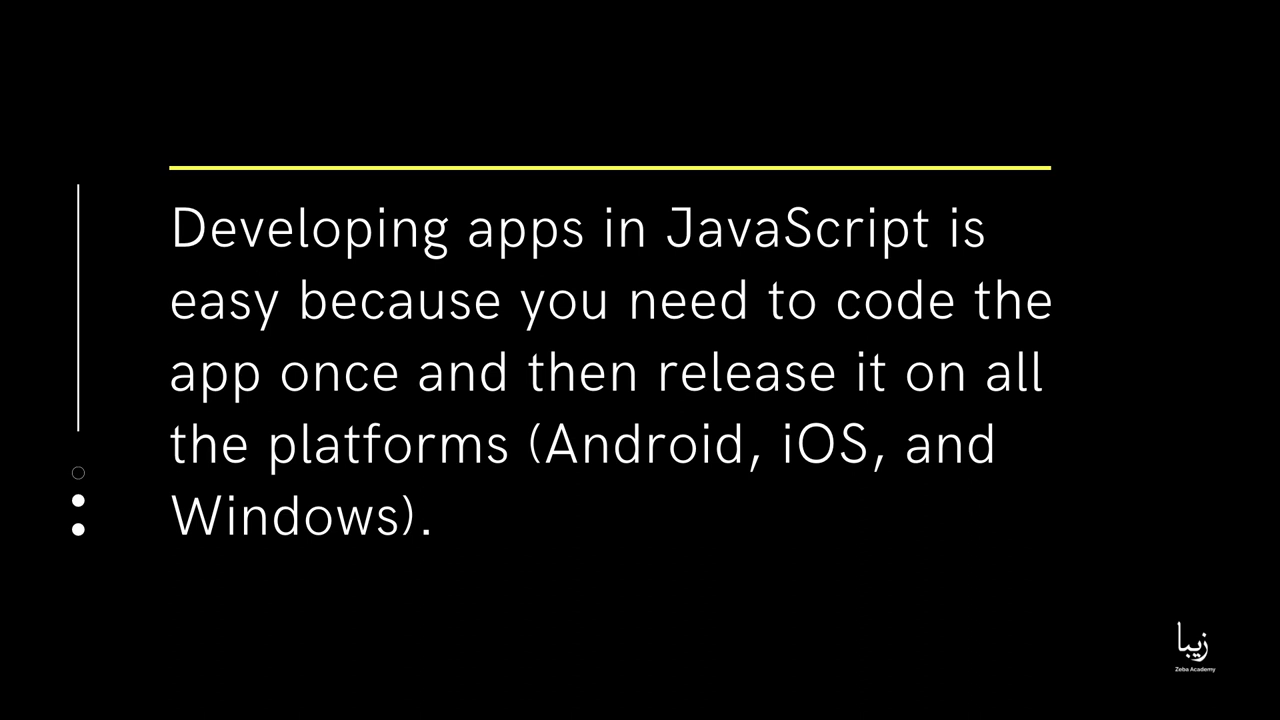 Developing apps in JavaScript is
easy because you need to code the
app once and then release it on all
the platforms (Android, iOS, and
Windows).
زیبا
Zeba Academy